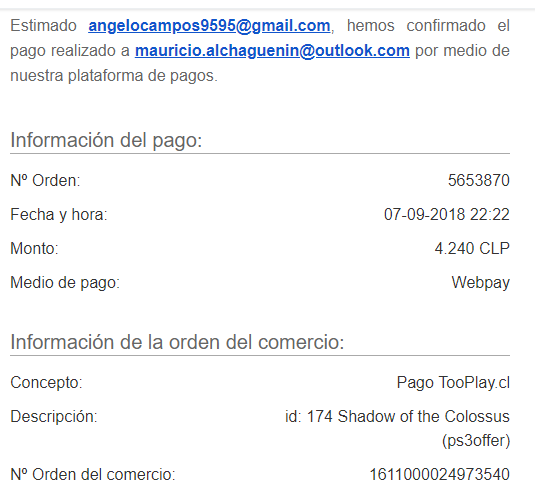 Estimado angelocampos9595@gmail.com, hemos confirmado el
pago realizado a mauricio.alchaguenin@outlook.com por medio de
nuestra plataforma de pagos.
Información del pago:
Nº Orden: 5653870
Fecha y hora: 07-09-2018 22:22
Monto: 4.240 CLP
Medio de pago: Webpay
Información de la orden del comercio:
Concepto: Pago TooPlay.cl
Descripción: id: 174 Shadow of the Colossus
(ps3offer)
Nº Orden del comercio: 1611000024973540